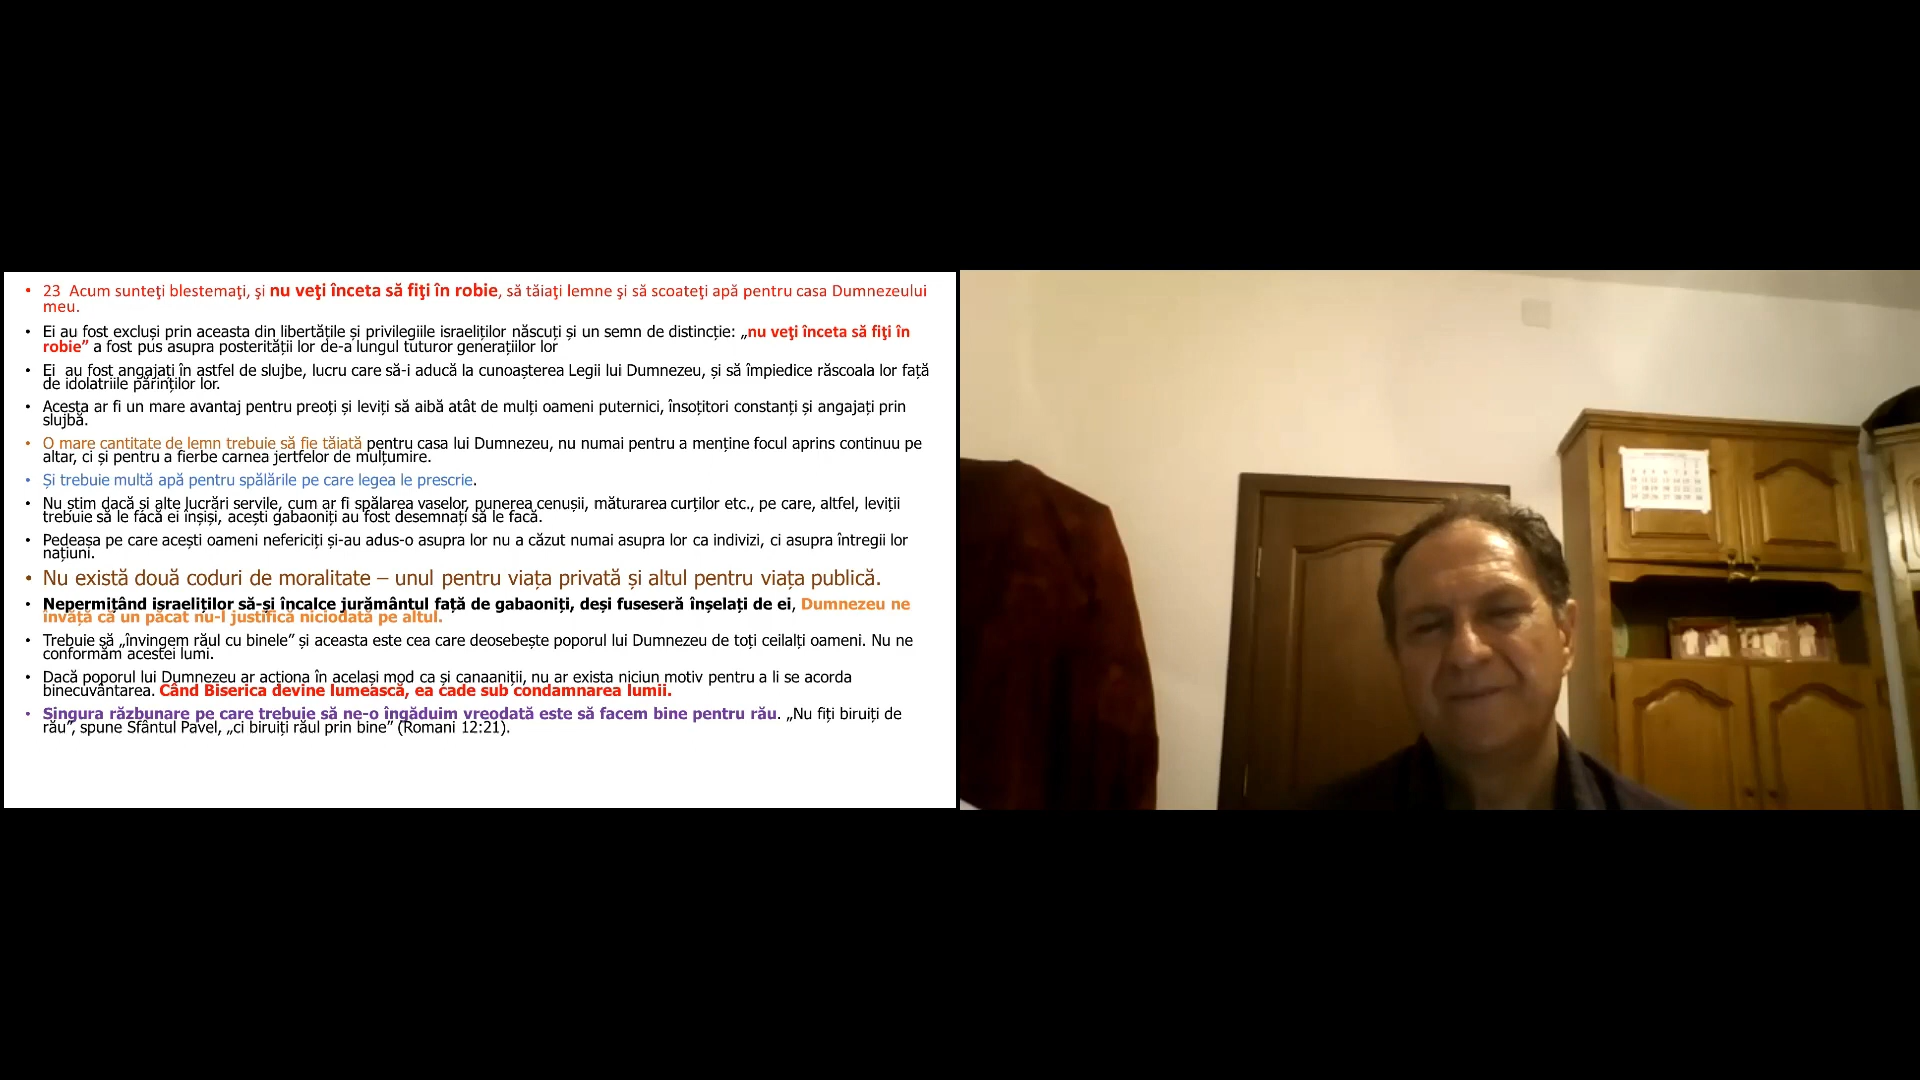 • 23 Acum sunteţi blestemaţi, şi nu veţi înceta să fiţi în robie, să tăiaţi lemne şi să scoateţi apă pentru casa Dumnezeului
meu.
• Ei au fost excluși prin aceasta din libertățile și privilegiile israeliților născuți și un semn de distincție: „nu veţi înceta să fiţi în
robie” a fost pus asupra posterității lor de-a lungul tuturor generațiilor lor
• Ei au fost angajați în astfel de slujbe, lucru care să-i aducă la cunoașterea Legii lui Dumnezeu, și să împiedice răscoala lor față
de idolatriile părinților lor.
• Acesta ar fi un mare avantaj pentru preoți și leviți să aibă atât de mulți oameni puternici, însoțitori constanți și angajați prin
slujbă.
• O mare cantitate de lemn trebuie să fie tăiată pentru casa lui Dumnezeu, nu numai pentru a menține focul aprins continuu pe
altar, ci și pentru a fierbe carnea jertfelor de mulțumire.
• Și trebuie multă apă pentru spălările pe care legea le prescrie.
• Nu știm dacă și alte lucrări servile, cum ar fi spălarea vaselor, punerea cenușii, măturarea curților etc., pe care, altfel, leviții
trebuie să le facă ei înșiși, acești gabaoniți au fost desemnați să le facă.
• Pedeasa pe care acești oameni nefericiți și-au adus-o asupra lor nu a căzut numai asupra lor ca indivizi, ci asupra întregii lor
națiuni.
• Nu există două coduri de moralitate – unul pentru viața privată și altul pentru viața publică.
• Nepermițând israeliților să-și încalce jurământul față de gabaoniți, deși fuseseră înșelați de ei, Dumnezeu ne
învăță că un păcat nu-l justifică niciodată pe altul.
• Trebuie să „învingem răul cu binele” și aceasta este cea care deosebește poporul lui Dumnezeu de toți ceilalți oameni. Nu ne
conformăm acestei lumi.
• Dacă poporul lui Dumnezeu ar acționa în același mod ca și canaaniții, nu ar exista niciun motiv pentru a li se acorda
binecuvântarea. Când Biserica devine lumească, ea cade sub condamnarea lumii.
• Singura răzbunare pe care trebuie să ne-o îngăduim vreodată este să facem bine pentru rău. „Nu fiți biruiți de
rău”, spune Sfântul Pavel, „ci biruiți răul prin bine” (Romani 12:21).